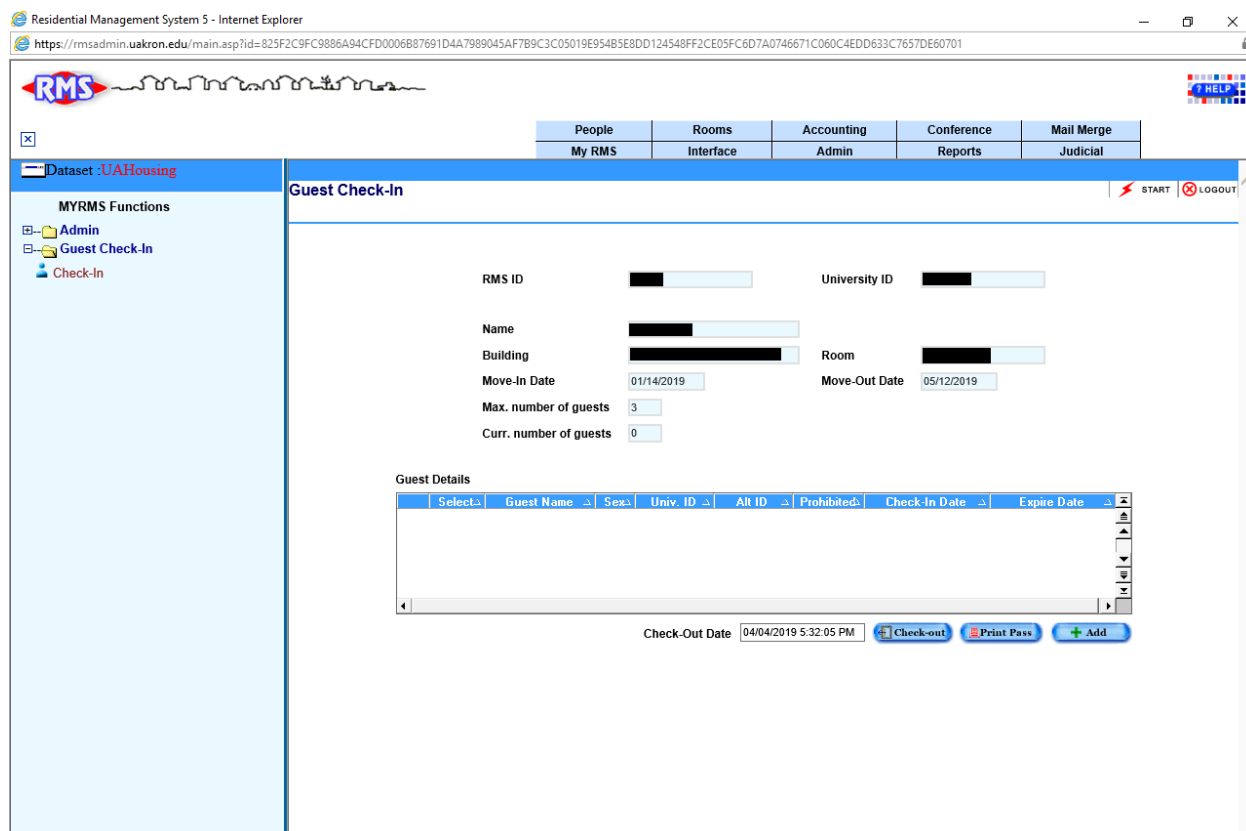 Residential Management System 5 - Internet Explorer
https://rmsadmin.uakron.edu/main.asp?id=825F2C9FC9886A94CFD0006B87691D4A7989045AF7B9C3C05019E954B5E8DD124548FF2CE05FC6D7A0746671C060C4EDD633C7657DE60701
RMS
? HELP
People Rooms Accounting Conference Mail Merge
My RMS Interface Admin Reports Judicial
Dataset :UAHousing
Guest Check-In START LOGOUT
MYRMS Functions
Admin
Guest Check-In
Check-In
RMS ID University ID
Name
Building Room
Move-In Date 01/14/2019 Move-Out Date 05/12/2019
Max. number of guests 3
Curr. number of guests 0
Guest Details
Select Guest Name Sex Univ. ID Alt ID Prohibited Check-In Date Expire Date
Check-Out Date 04/04/2019 5:32:05 PM Check-out Print Pass Add